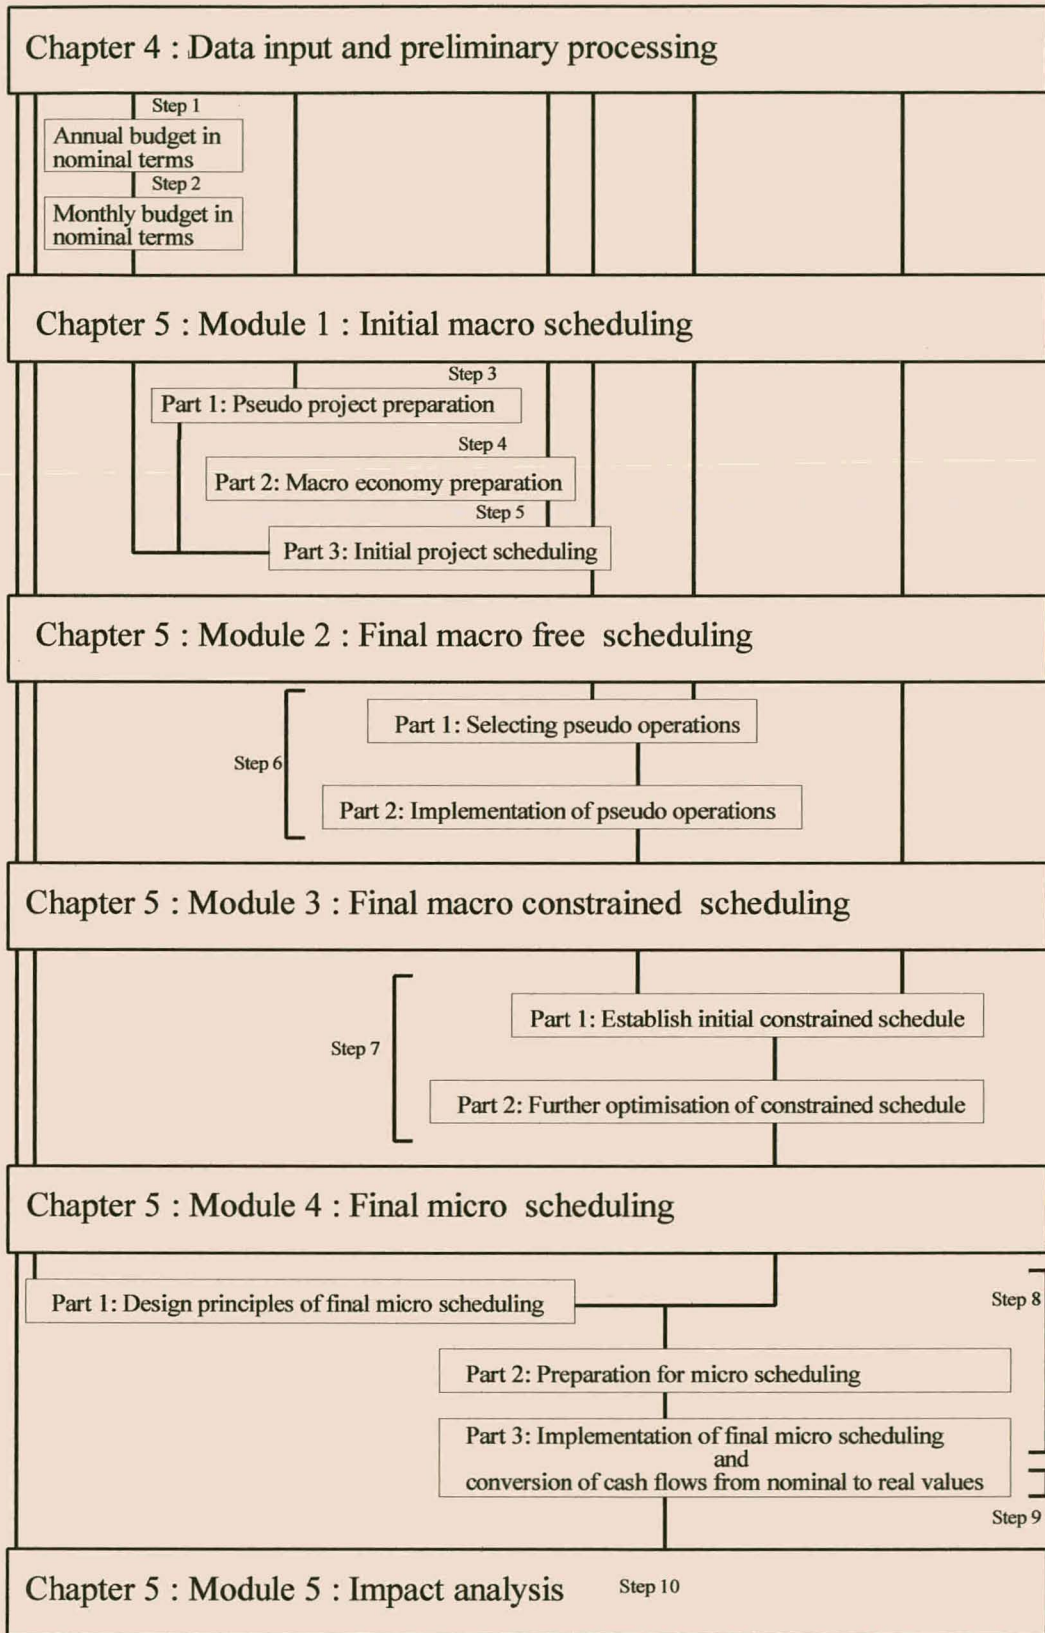 Chapter 4 : Data input and preliminary processing
Step 1
Annual budget in
nominal terms
Step 2
Monthly budget in
nominal terms
Chapter 5 : Module 1 : Initial macro scheduling
Step 3
Part 1: Pseudo project preparation
Step 4
Part 2: Macro economy preparation
Step 5
Part 3: Initial project scheduling
Chapter 5 : Module 2 : Final macro free scheduling
Part 1: Selecting pseudo operations
Step 6
Part 2: Implementation of pseudo operations
Chapter 5 : Module 3 : Final macro constrained scheduling
Part 1: Establish initial constrained schedule
Step 7
Part 2: Further optimisation of constrained schedule
Chapter 5 : Module 4 : Final micro scheduling
Part 1: Design principles of final micro scheduling
Step 8
Part 2: Preparation for micro scheduling
Part 3: Implementation of final micro scheduling
and
conversion of cash flows from nominal to real values
Step 9
Chapter 5 : Module 5 : Impact analysis Step 10